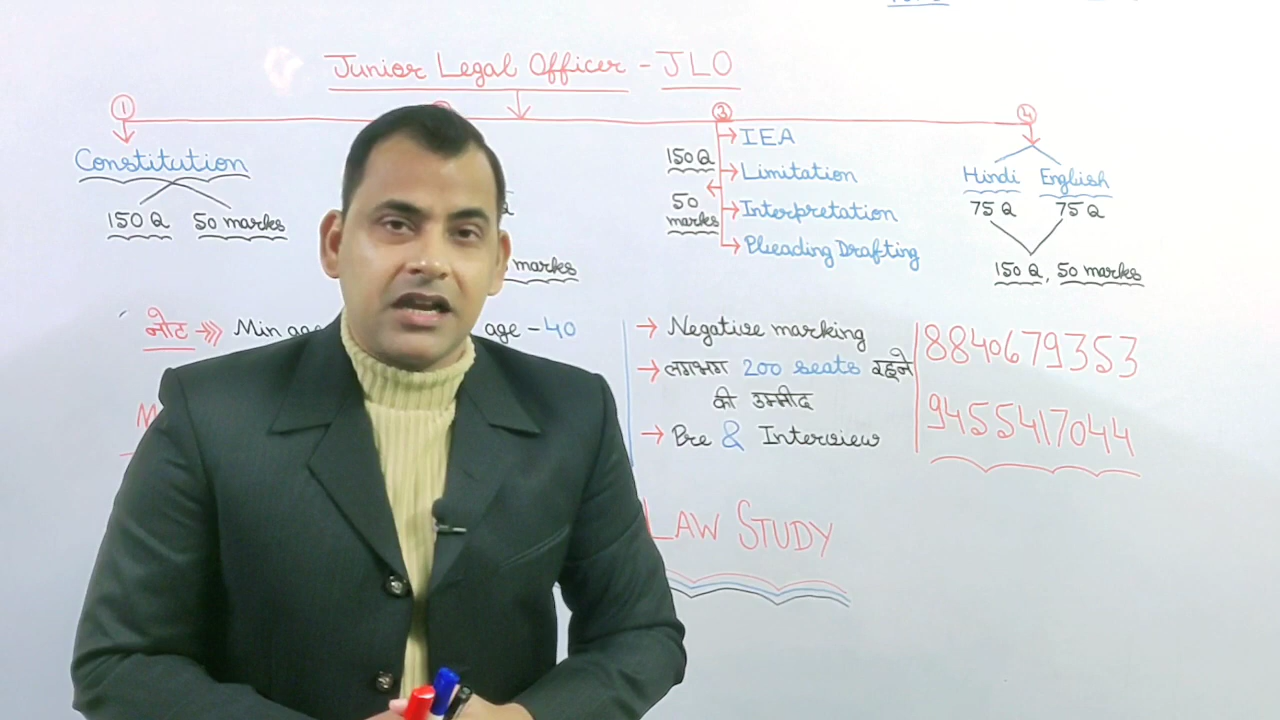 Junior Legal Officer - JLO
① ③ ④
Constitution
150 Q 50 marks
marks
150 Q
50
marks
IEA
Limitation
Interpretation
Pleading Drafting
Hindi English
75 Q 75 Q
150 Q, 50 marks
नोट Min age
age - 40
Negative marking
लगभग 200 seats रहने
की उम्मीद
Pre & Interview
8840679353
9455417044
LAW STUDY